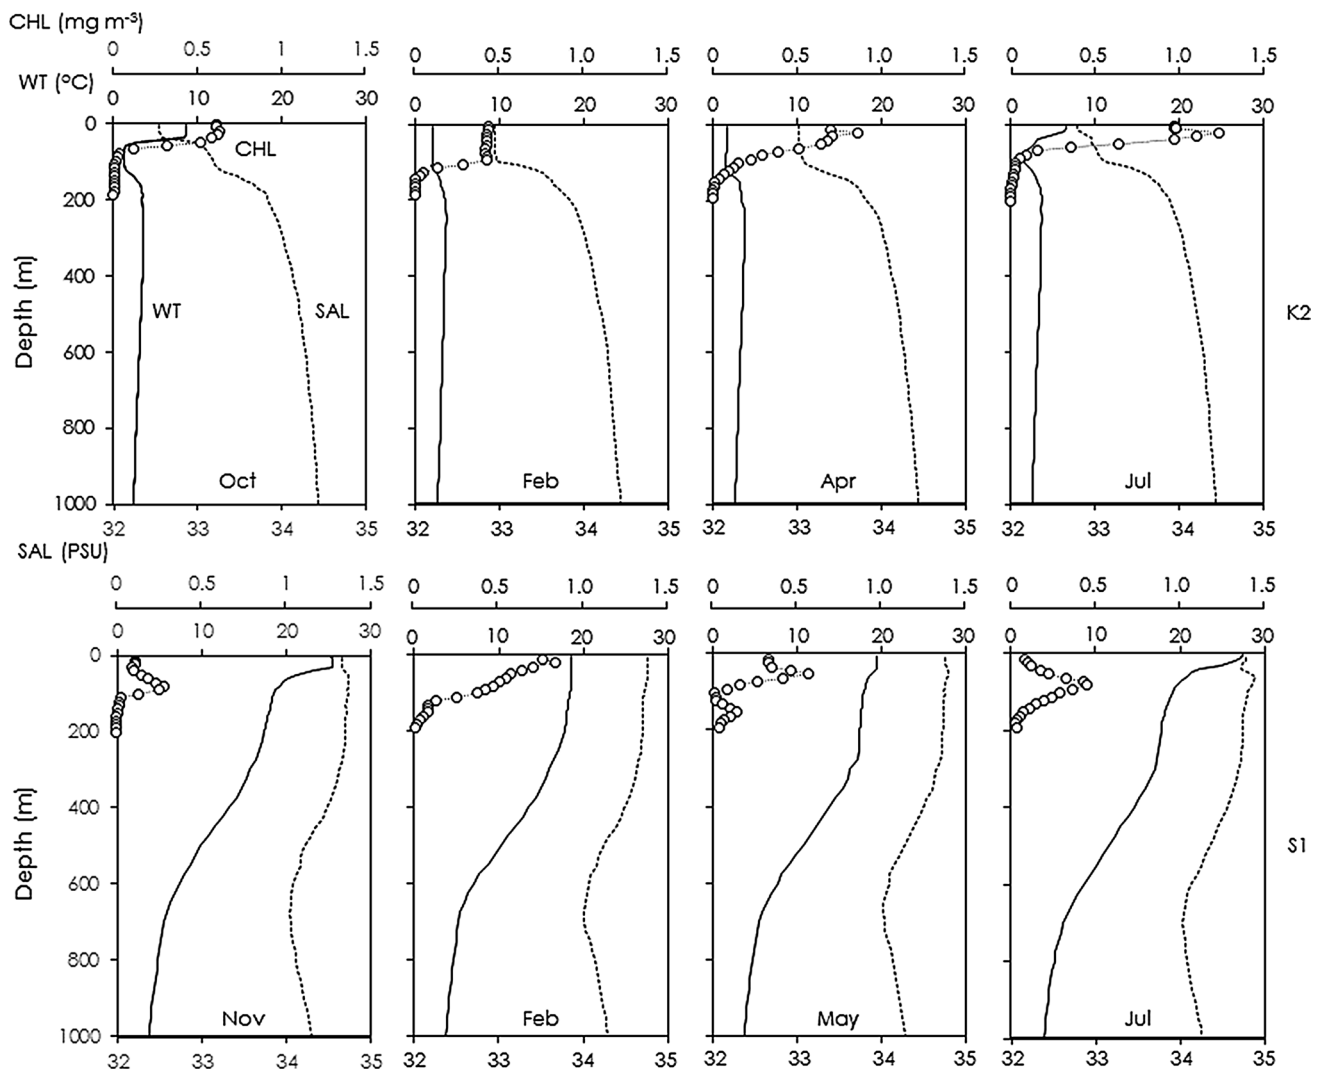 CHL (mg m-3)
0 0.5 1 1.5 0 0.5 1.0 1.5 0 0.5 1.0 1.5 0 0.5 1.0 1.5
WT (°C)
0 10 20 30 0 10 20 30 0 10 20 30 0 10 20 30
0
CHL
200
400
WT SAL K2
600
800
Oct Feb Apr Jul
1000
Depth (m)
32 33 34 35 32 33 34 35 32 33 34 35 32 33 34 35
SAL (PSU)
0 0.5 1 1.5 0 0.5 1.0 1.5 0 0.5 1.0 1.5 0 0.5 1.0 1.5
0 10 20 30 0 10 20 30 0 10 20 30 0 10 20 30
0
200
400
S1
600
800
Nov Feb May Jul
1000
Depth (m)
32 33 34 35 32 33 34 35 32 33 34 35 32 33 34 35